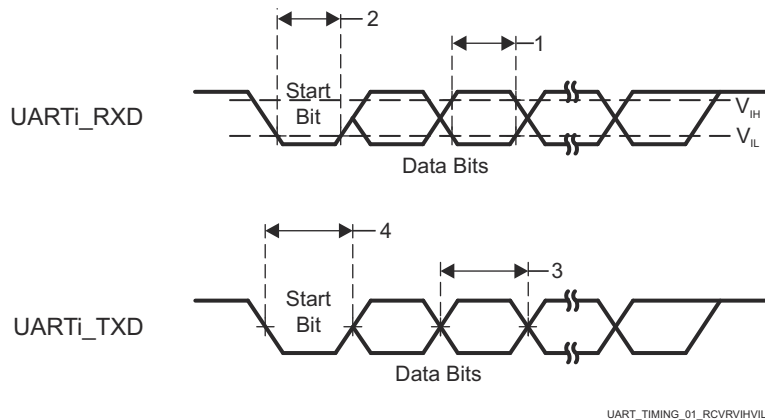 2
1
UARTi_RXD
Start
Bit
VIH
VIL
Data Bits
4
3
UARTi_TXD
Start
Bit
Data Bits
UART_TIMING_01_RCVRVIHVIL